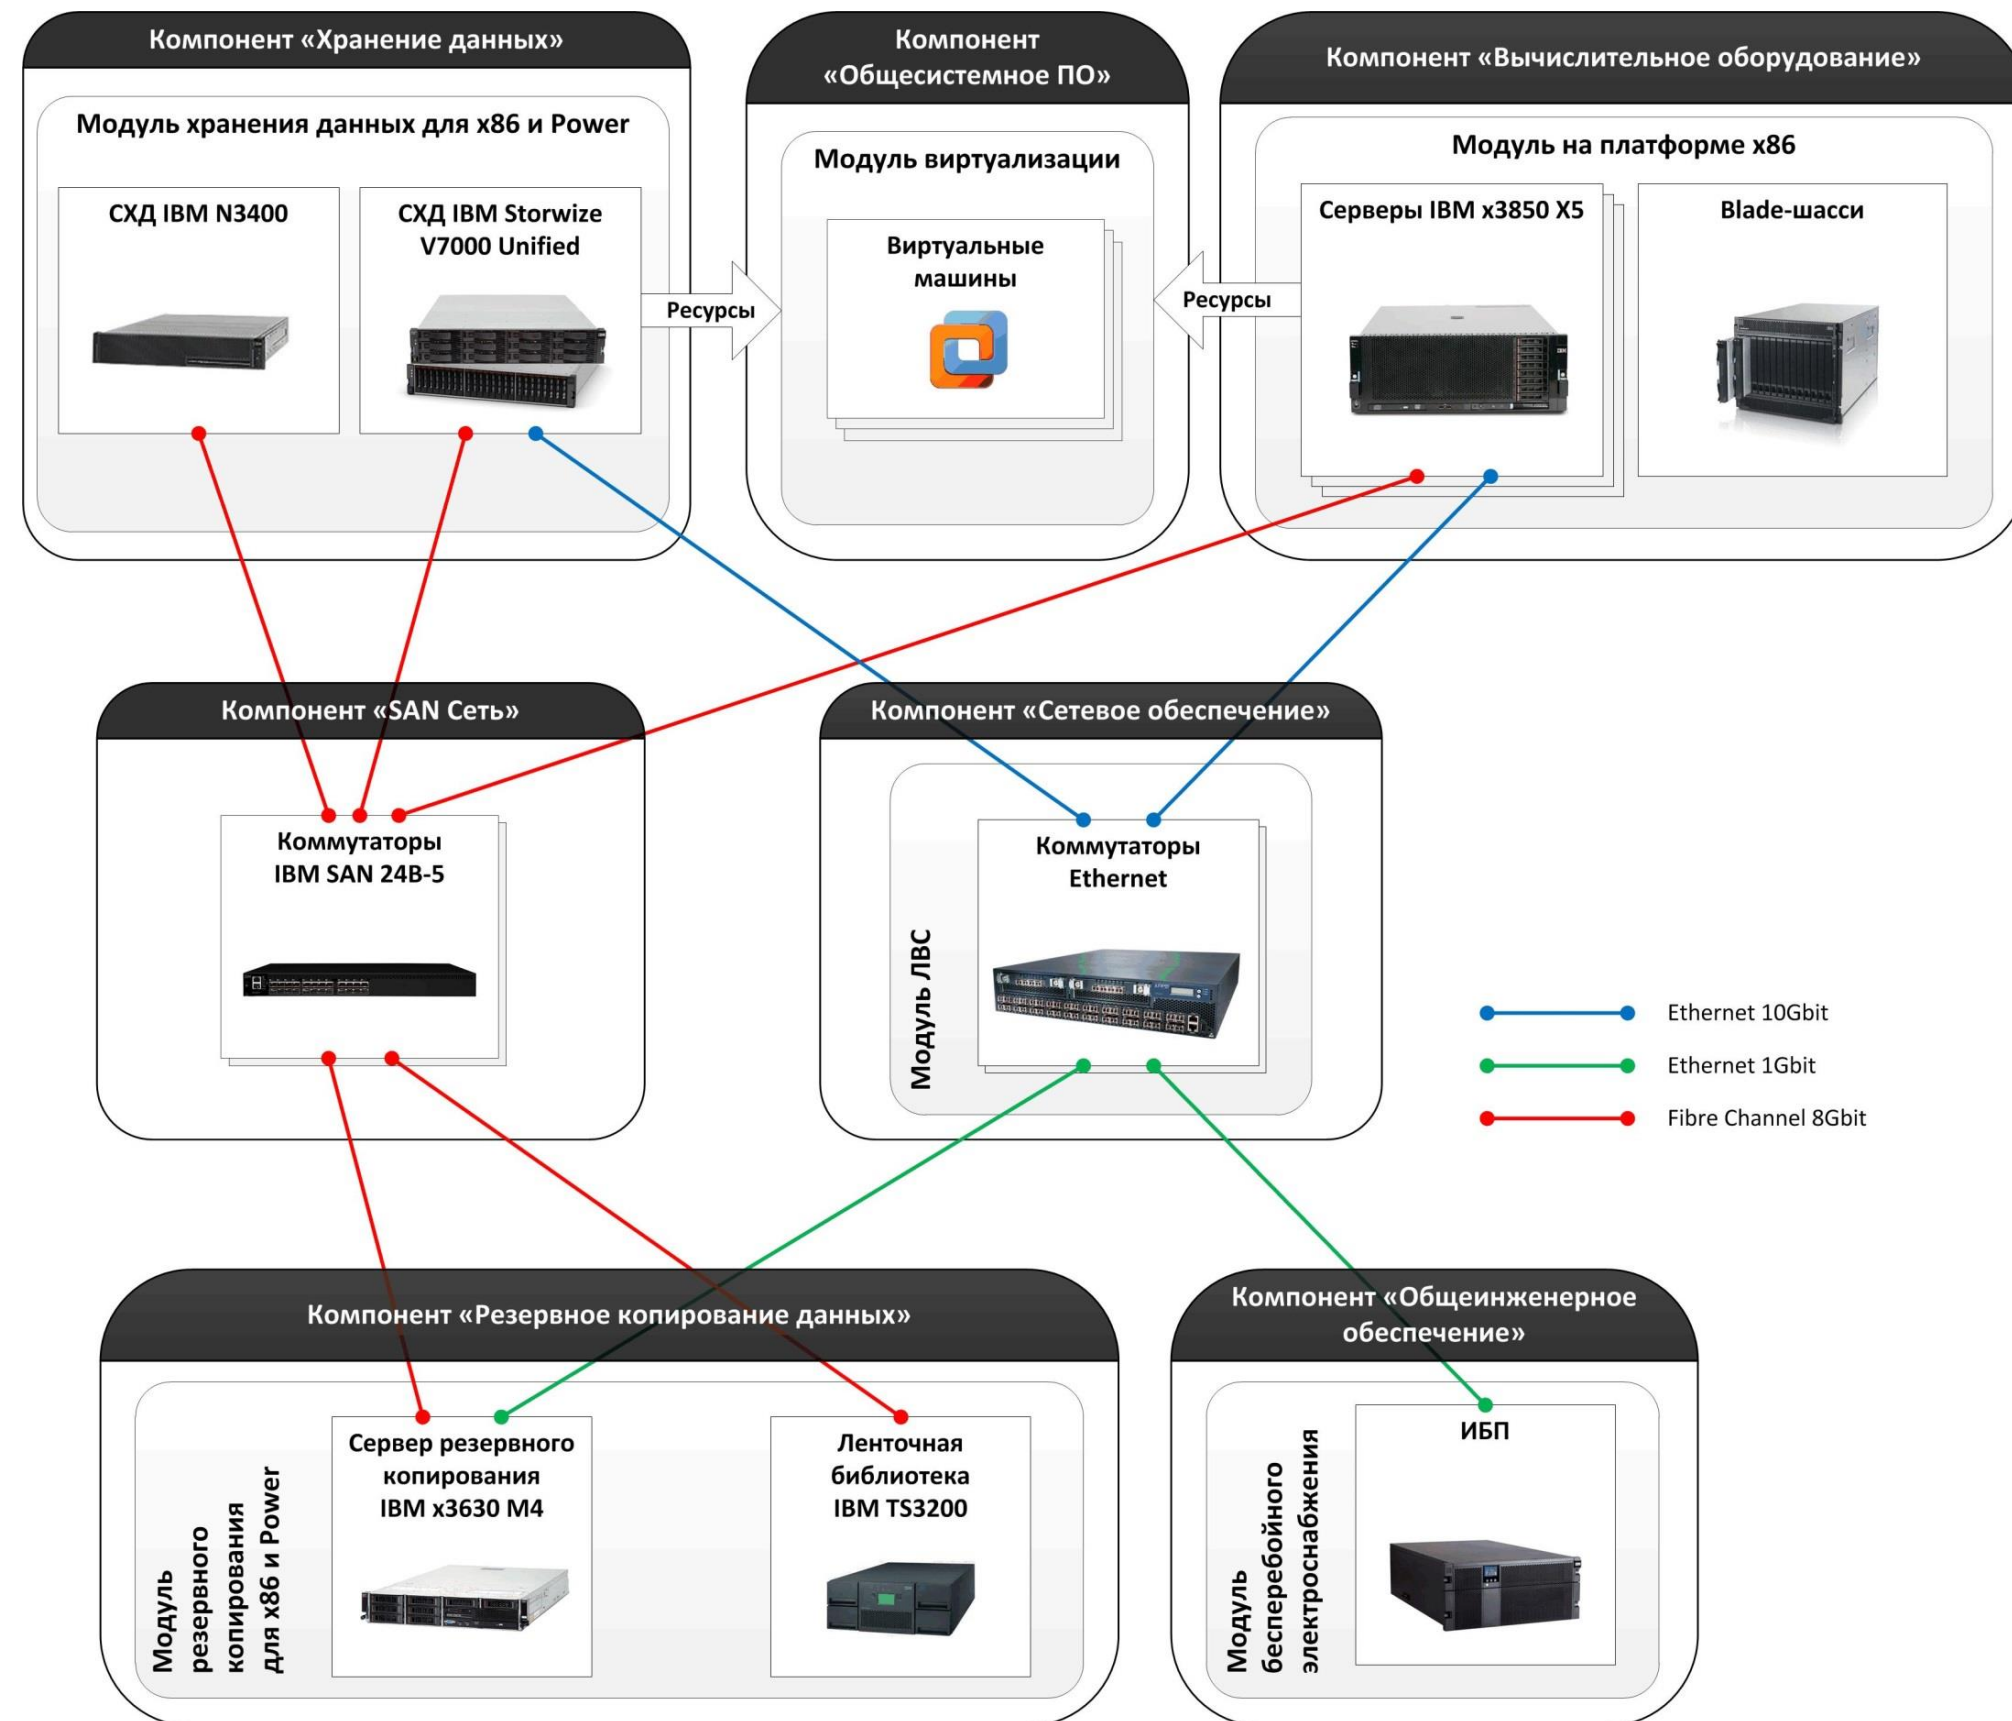 Компонент «Хранение данных»
Модуль хранения данных для x86 и Power
СХД IBM N3400
СХД IBM Storwize
V7000 Unified
Ресурсы
Компонент
«Общесистемное ПО»
Модуль виртуализации
Виртуальные
машины
Компонент «Вычислительное оборудование»
Модуль на платформе x86
Серверы IBM x3850 X5
Blade-шасси
Ресурсы
Компонент «SAN Сеть»
Коммутаторы
IBM SAN 24B-5
Компонент «Сетевое обеспечение»
Модуль ЛВС
Коммутаторы
Ethernet
Ethernet 10Gbit
Ethernet 1Gbit
Fibre Channel 8Gbit
Компонент «Резервное копирование данных»
Модуль
резервного
копирования
для x86 и Power
Сервер резервного
копирования
IBM x3630 M4
Ленточная
библиотека
IBM TS3200
Компонент «Общеинженерное
обеспечение»
Модуль
бесперебойного
электроснабжения
ИБП